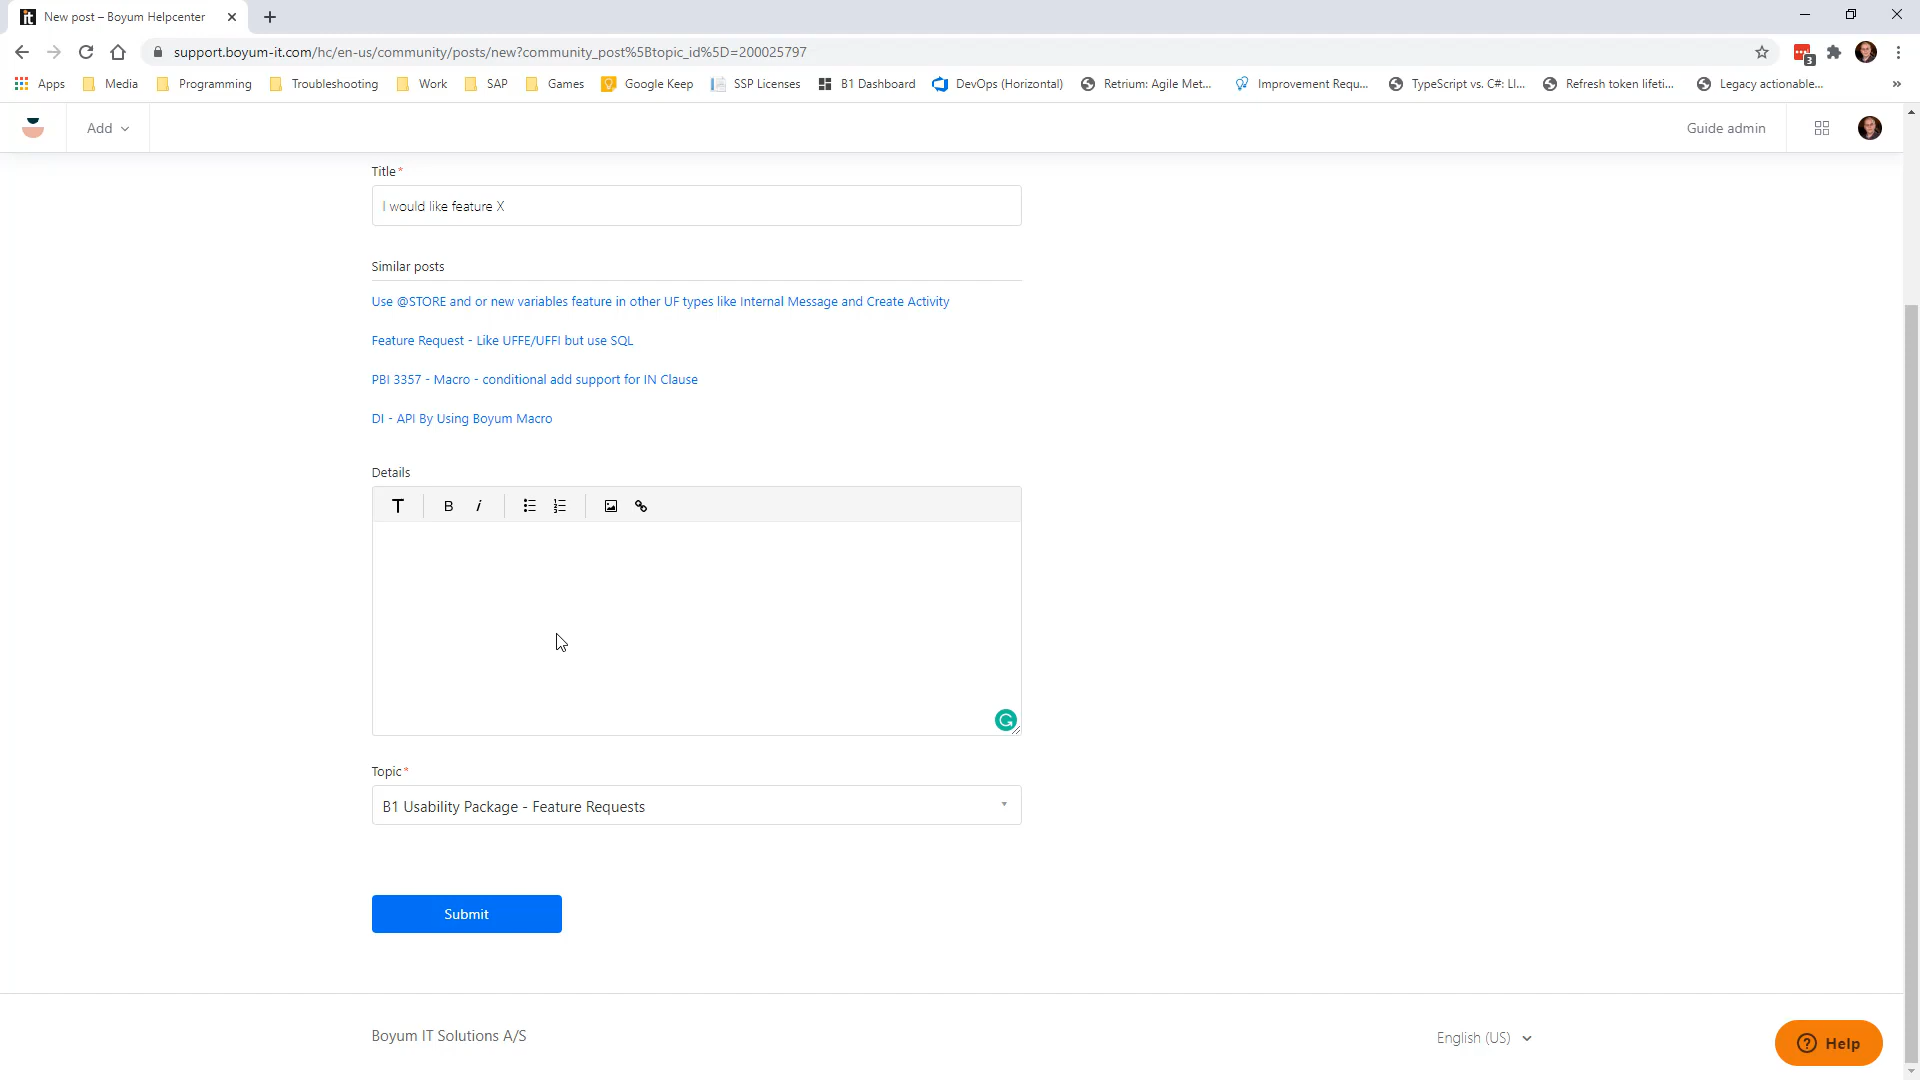 New post – Boyum Helpcenter
support.boyum-it.com/hc/en-us/community/posts/new?community_post%5Btopic_id%5D=200025797
3
Apps Media Programming Troubleshooting Work SAP Games Google Keep SSP Licenses B1 Dashboard DevOps (Horizontal) Retrium: Agile Met... Improvement Requ... TypeScript vs. C#: LI... Refresh token lifeti... Legacy actionable... »
Add Guide admin
Title*
I would like feature X
Similar posts
Use @STORE and or new variables feature in other UF types like Internal Message and Create Activity
Feature Request - Like UFFE/UFFI but use SQL
PBI 3357 - Macro - conditional add support for IN Clause
DI - API By Using Boyum Macro
Details
T B i
Topic*
B1 Usability Package - Feature Requests
Submit
Boyum IT Solutions A/S English (US)
Help